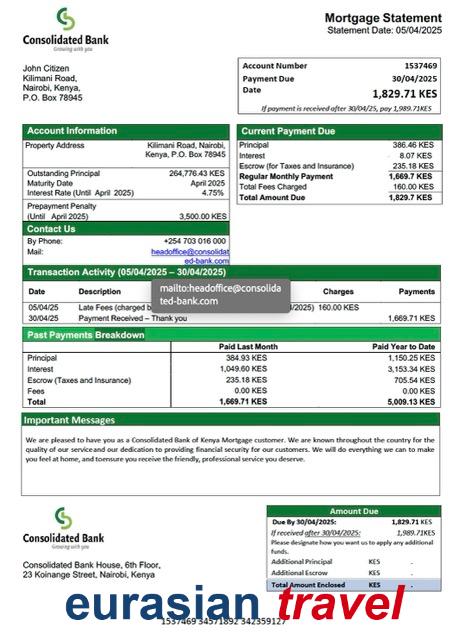 Mortgage Statement
Statement Date: 05/04/2025
Consolidated Bank
Growing with you
John Citizen
Kilimani Road,
Nairobi, Kenya,
P.O. Box 78945
Account Number 1537469
Payment Due 30/04/2025
Date
1,829.71 KES
If payment is received after 30/04/25, pay 1,989.71KES
Account Information
Property Address Kilimani Road, Nairobi,
Kenya, P.O. Box 78945
Outstanding Principal 264,776.43 KES
Maturity Date April 2025
Interest Rate (Until April 2025) 4.75%
Prepayment Penalty
(Until April 2025) 3,500.00 KES
Current Payment Due
Principal 386.46 KES
Interest 8.07 KES
Escrow (for Taxes and Insurance) 235.18 KES
Regular Monthly Payment 1,669.7 KES
Total Fees Charged 160.00 KES
Total Amount Due 1,829.7 KES
Contact Us
By Phone: +254 703 016 000
Mail: headoffice@consolidat
ed-bank.com
Transaction Activity (05/04/2025 – 30/04/2025)
mailto:headoffice@consolida
ted-bank.com
Date Description Charges Payments
05/04/25 Late Fees (charged b /2025) 160.00 KES
30/04/25 Payment Received – Thank you 1,669.71 KES
Past Payments Breakdown
Paid Last Month Paid Year to Date
Principal 384.93 KES 1,150.25 KES
Interest 1,049.60 KES 3,153.34 KES
Escrow (Taxes and Insurance) 235.18 KES 705.54 KES
Fees 0.00 KES 0.00 KES
Total 1,669.71 KES 5,009.13 KES
Important Messages
We are pleased to have you as a Consolidated Bank of Kenya Mortgage customer. We are known throughout the country for the
quality of our service and our dedication to providing financial security for our customers. We will do everything we can to make
you feel at home, and toensure you receive the friendly, professional service you deserve.
Consolidated Bank
Growing with you
Consolidated Bank House, 6th Floor,
23 Koinange Street, Nairobi, Kenya
Amount Due
Due By 30/04/2025: 1,829.71 KES
If received after 30/04/2025: 1,989.71KES
Please designate how you want us to apply any additional
funds.
Additional Principal KES .
Additional Escrow KES .
Total Amount Enclosed KES .
eurasian travel
1537469 34571892 342359127